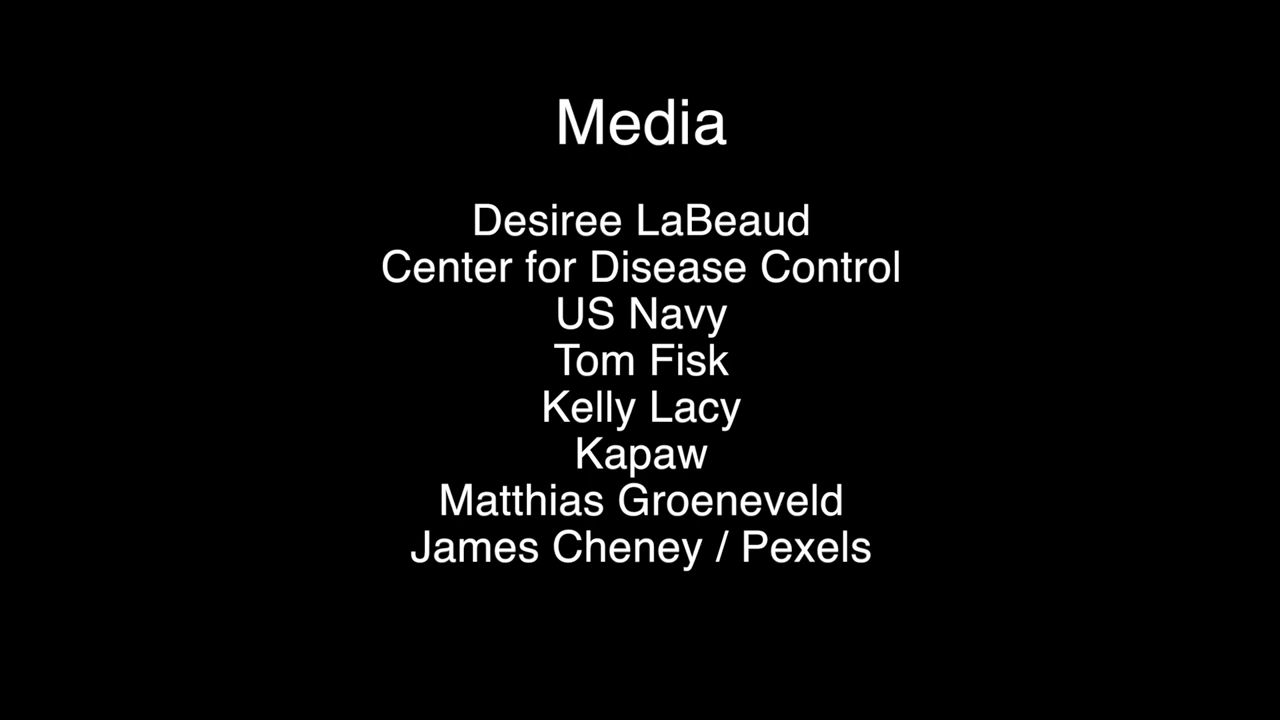 Media
Desiree LaBeaud
Center for Disease Control
US Navy
Tom Fisk
Kelly Lacy
Kapaw
Matthias Groeneveld
James Cheney / Pexels